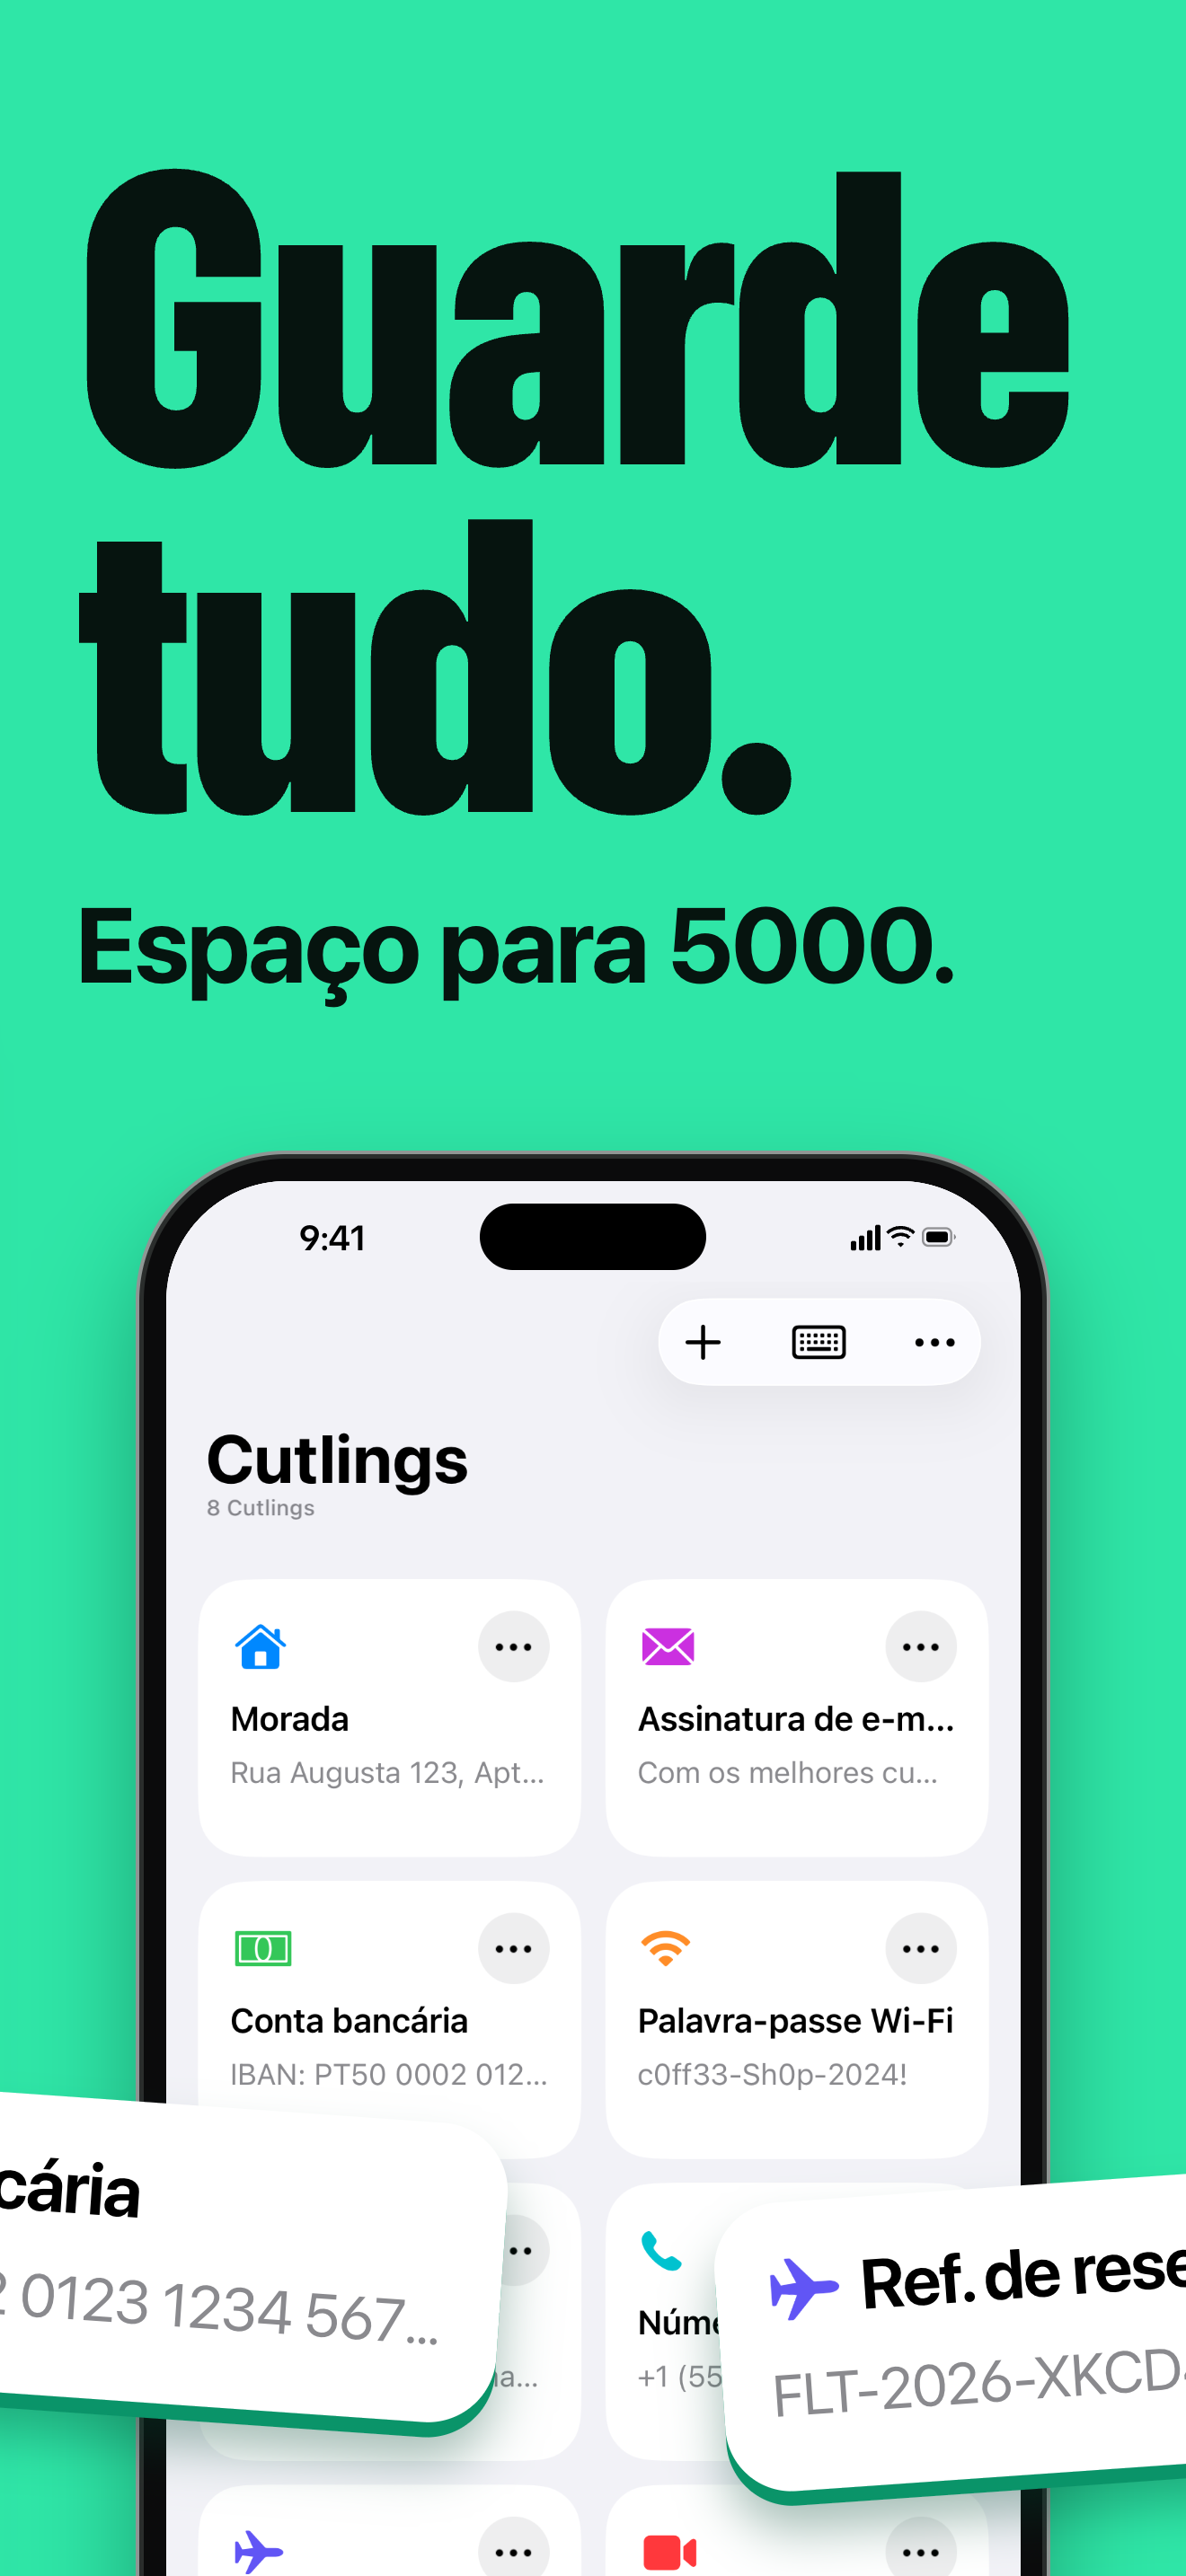 Guarde
tudo.
Espaço para 5000.
9:41
Cutlings
8 Cutlings
Morada
Rua Augusta 123, Apt...
Assinatura de e-m...
Com os melhores cu...
Conta bancária
IBAN: PT50 0002 012...
Palavra-passe Wi-Fi
c0ff33-Sh0p-2024!
cária
0123 1234 567...
+1 (55
Ref. de rese
FLT-2026-XKCD